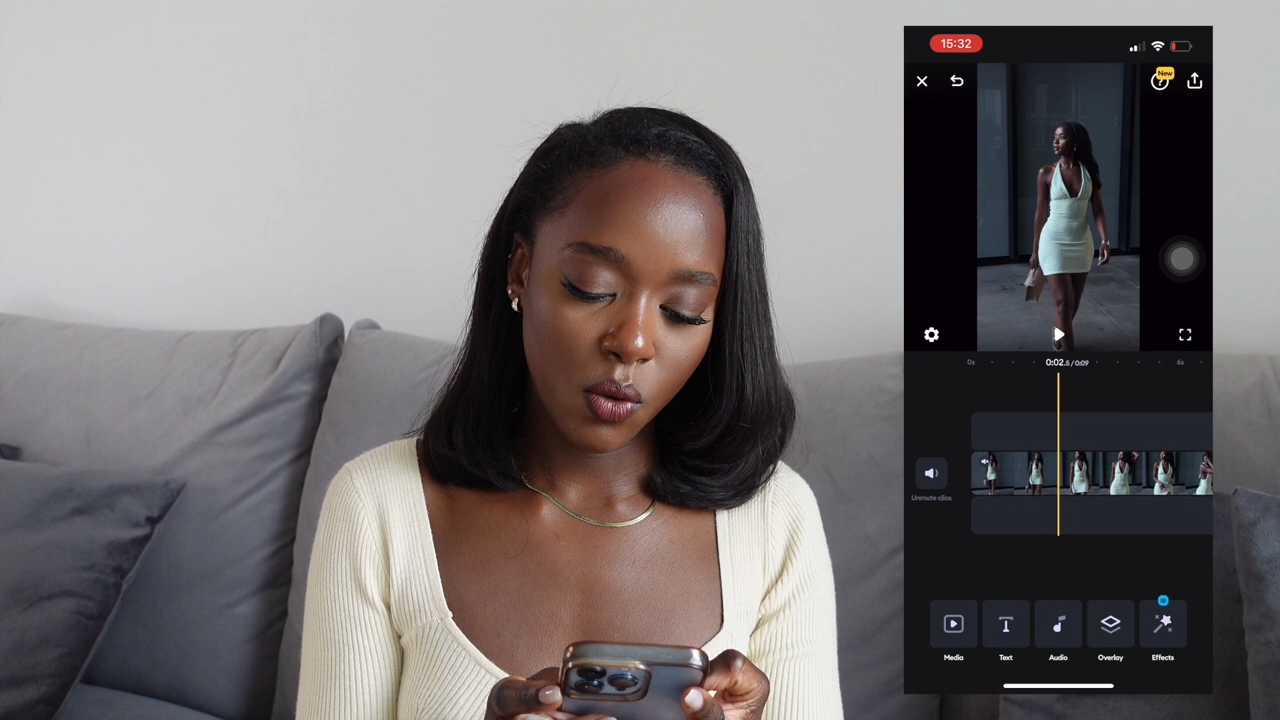 15:32
New
0s
0:02.5 / 0:09
6s
Unmute clips
Media
Text
Audio
Overlay
Effects